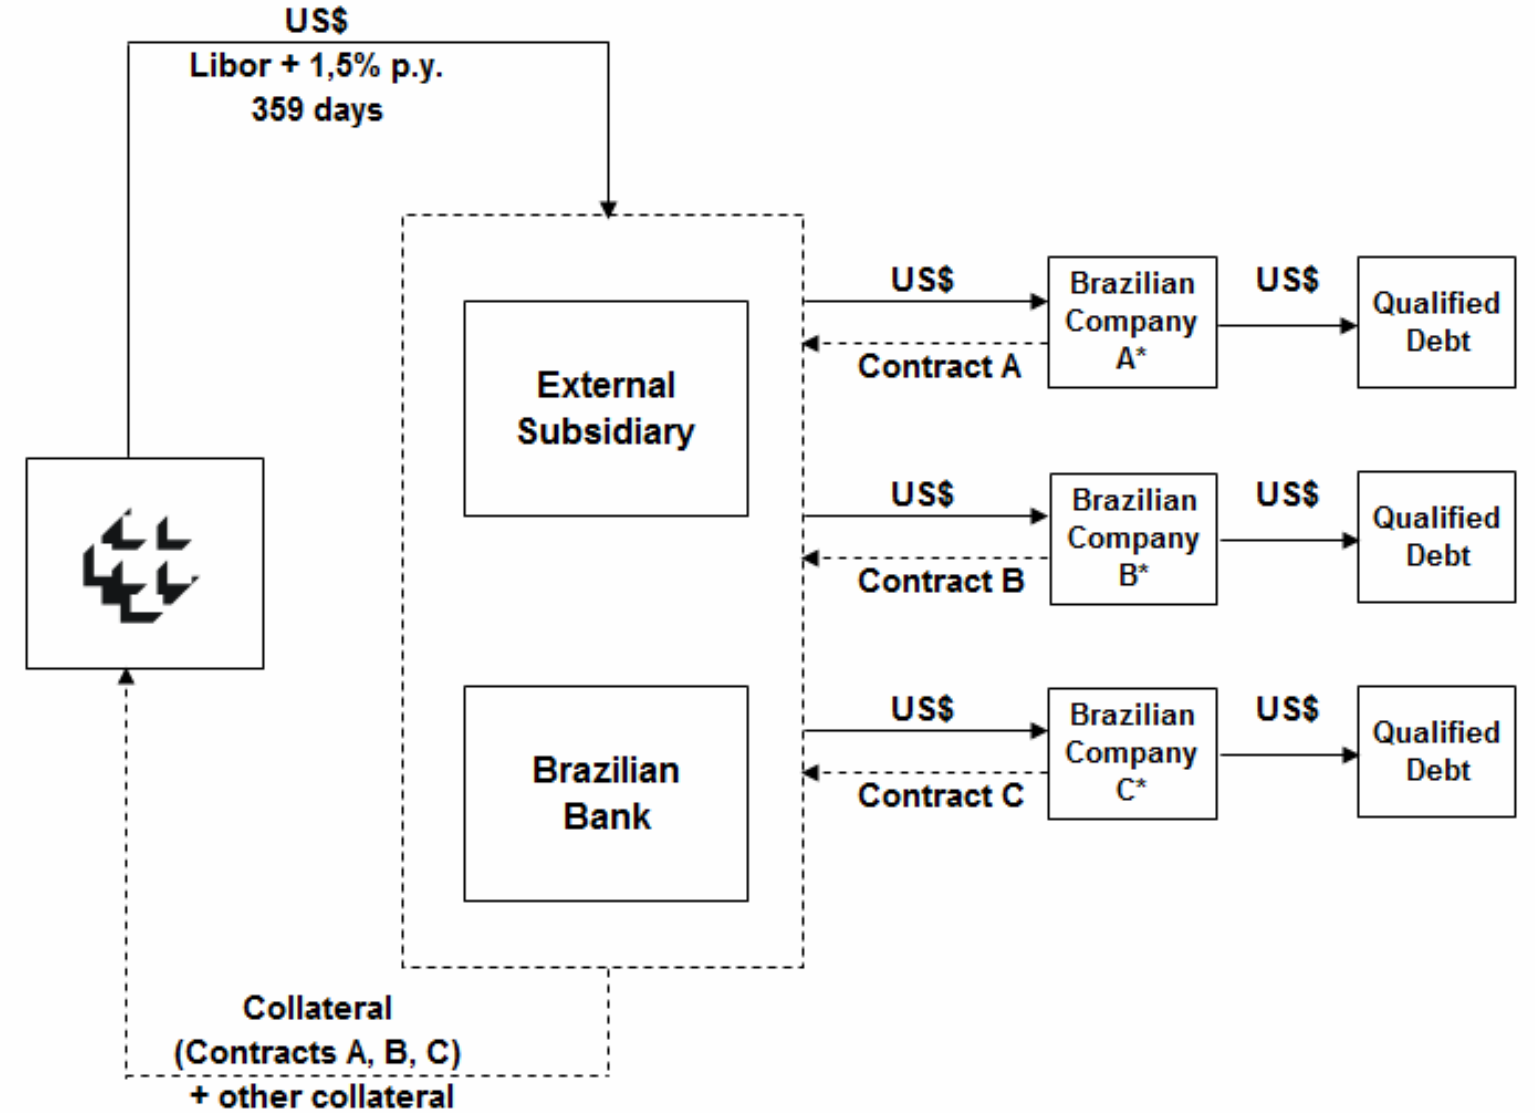 US$
Libor + 1,5% p.y.
359 days
External
Subsidiary
Brazilian
Bank
US$
Contract A
Brazilian
Company
A*
US$
Qualified
Debt
US$
Contract B
Brazilian
Company
B*
US$
Qualified
Debt
US$
Contract C
Brazilian
Company
C*
US$
Qualified
Debt
Collateral
(Contracts A, B, C)
+ other collateral